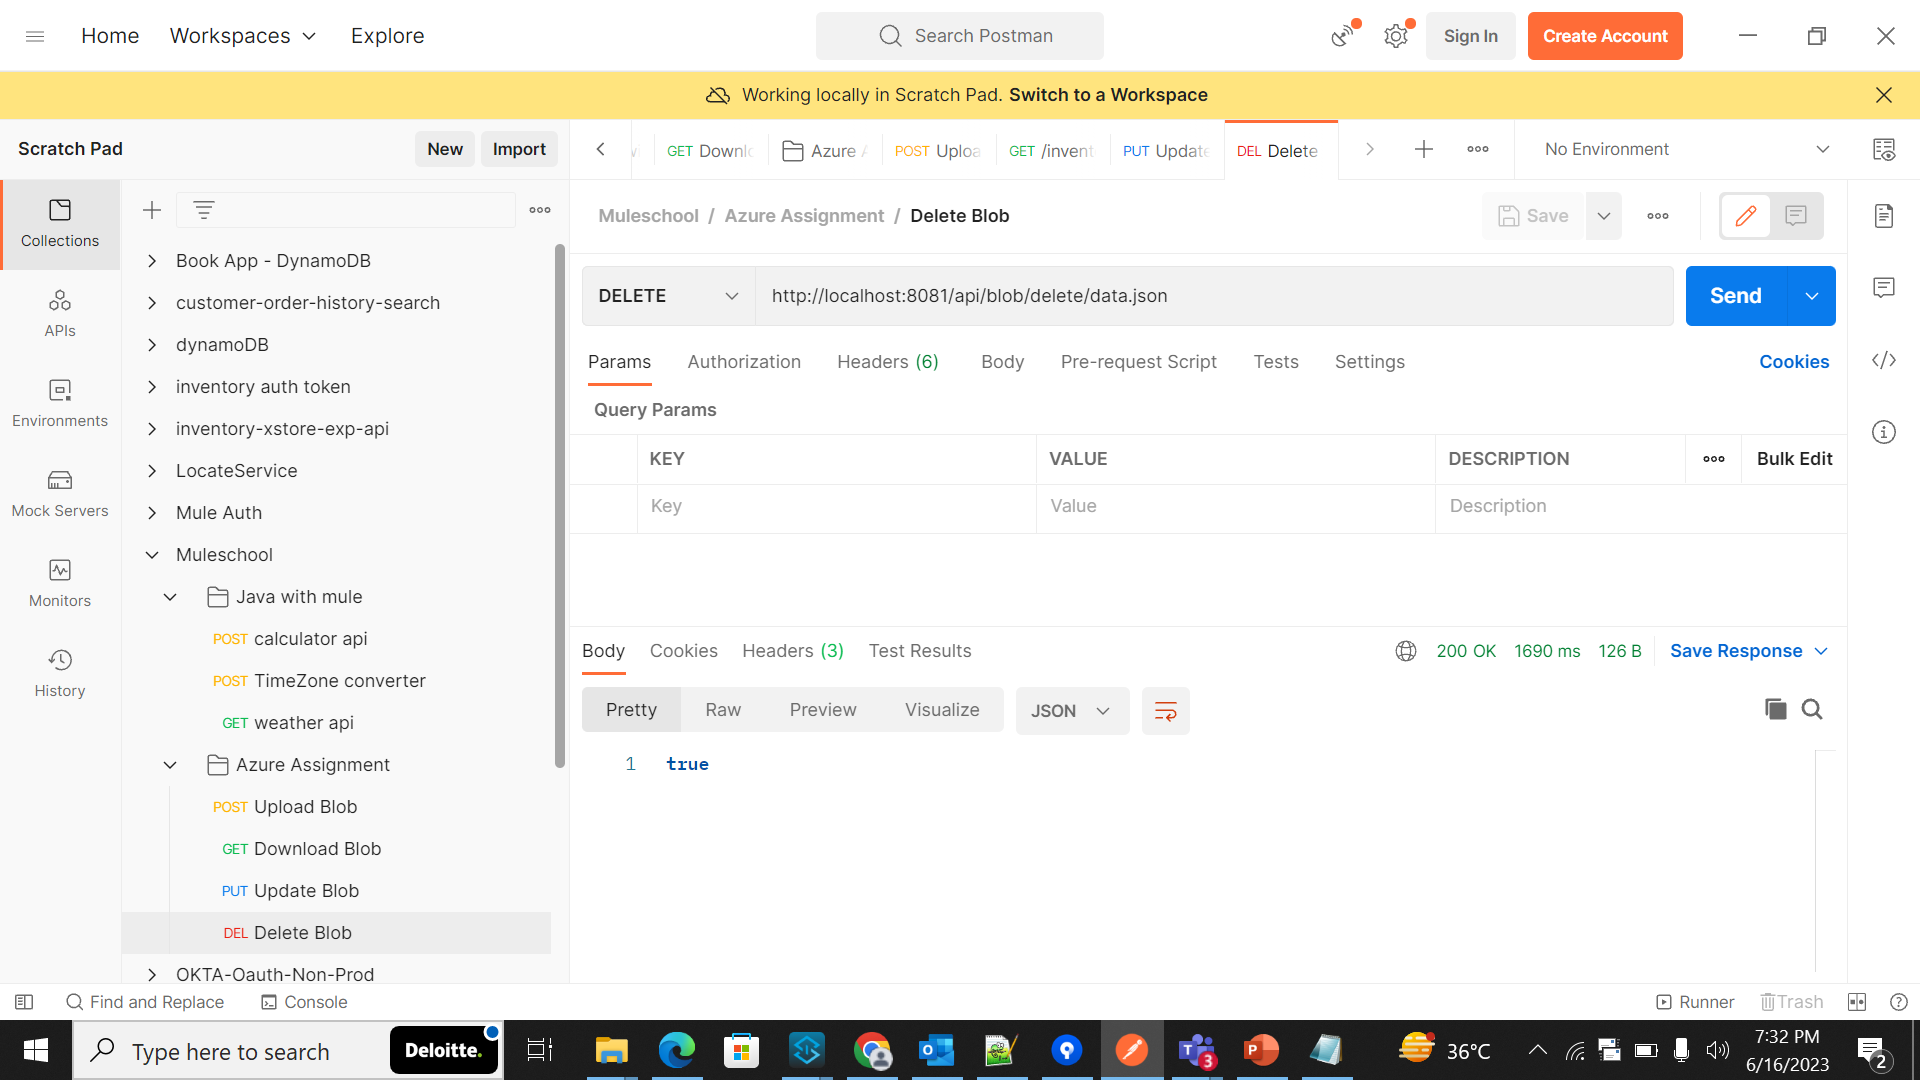 Home Workspaces Explore Search Postman Sign In Create Account
Working locally in Scratch Pad. Switch to a Workspace
Scratch Pad New Import
GET Downl Azure POST Uploa GET /invent PUT Update DEL Delete No Environment
Collections
APIs
Environments
Mock Servers
Monitors
History
Book App - DynamoDB
customer-order-history-search
dynamoDB
inventory auth token
inventory-xstore-exp-api
LocateService
Mule Auth
Muleschool
Java with mule
POST calculator api
POST TimeZone converter
GET weather api
Azure Assignment
POST Upload Blob
GET Download Blob
PUT Update Blob
DEL Delete Blob
OKTA-Oauth-Non-Prod
Muleschool / Azure Assignment / Delete Blob Save
DELETE http://localhost:8081/api/blob/delete/data.json Send
Params Authorization Headers (6) Body Pre-request Script Tests Settings Cookies
Query Params
KEY VALUE DESCRIPTION Bulk Edit
Key Value Description
Body Cookies Headers (3) Test Results 200 OK 1690 ms 126 B Save Response
Pretty Raw Preview Visualize JSON
1 true
Find and Replace Console Runner Trash
Type here to search Deloitte. 3 36°C 7:32 PM
6/16/2023 2